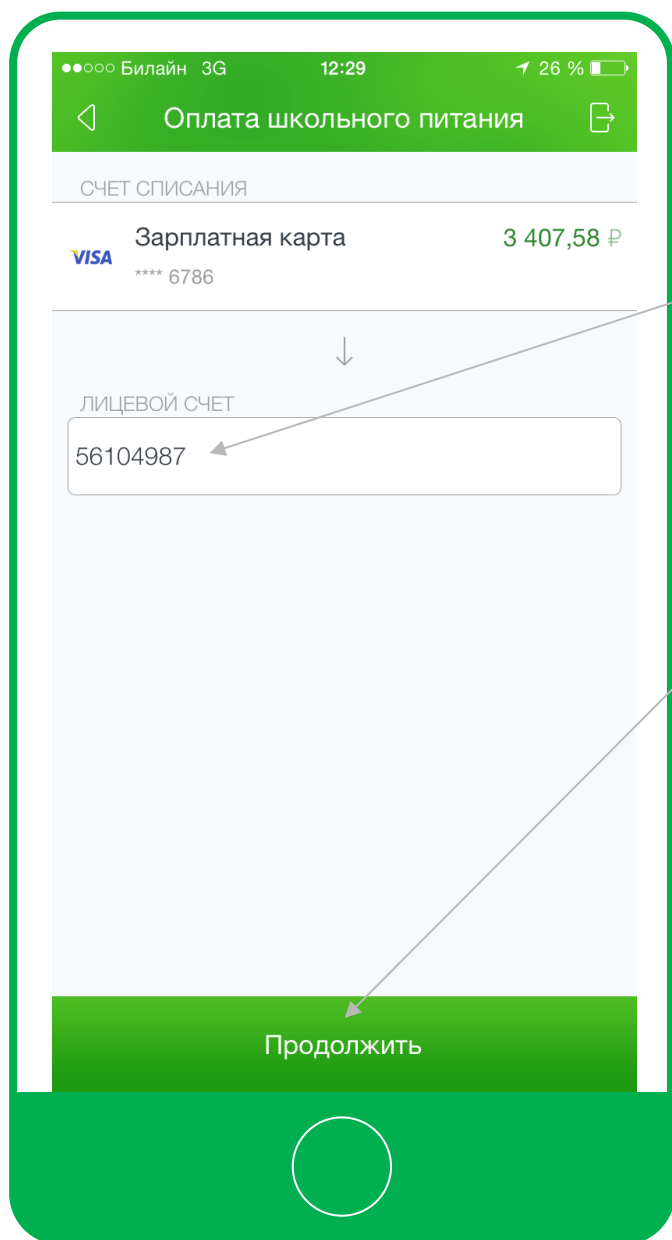 Билайн 3G 12:29 26 %
Оплата школьного питания
СЧЕТ СПИСАНИЯ
VISA Зарплатная карта 3 407,58 ₽
**** 6786
ЛИЦЕВОЙ СЧЕТ
56104987
Продолжить